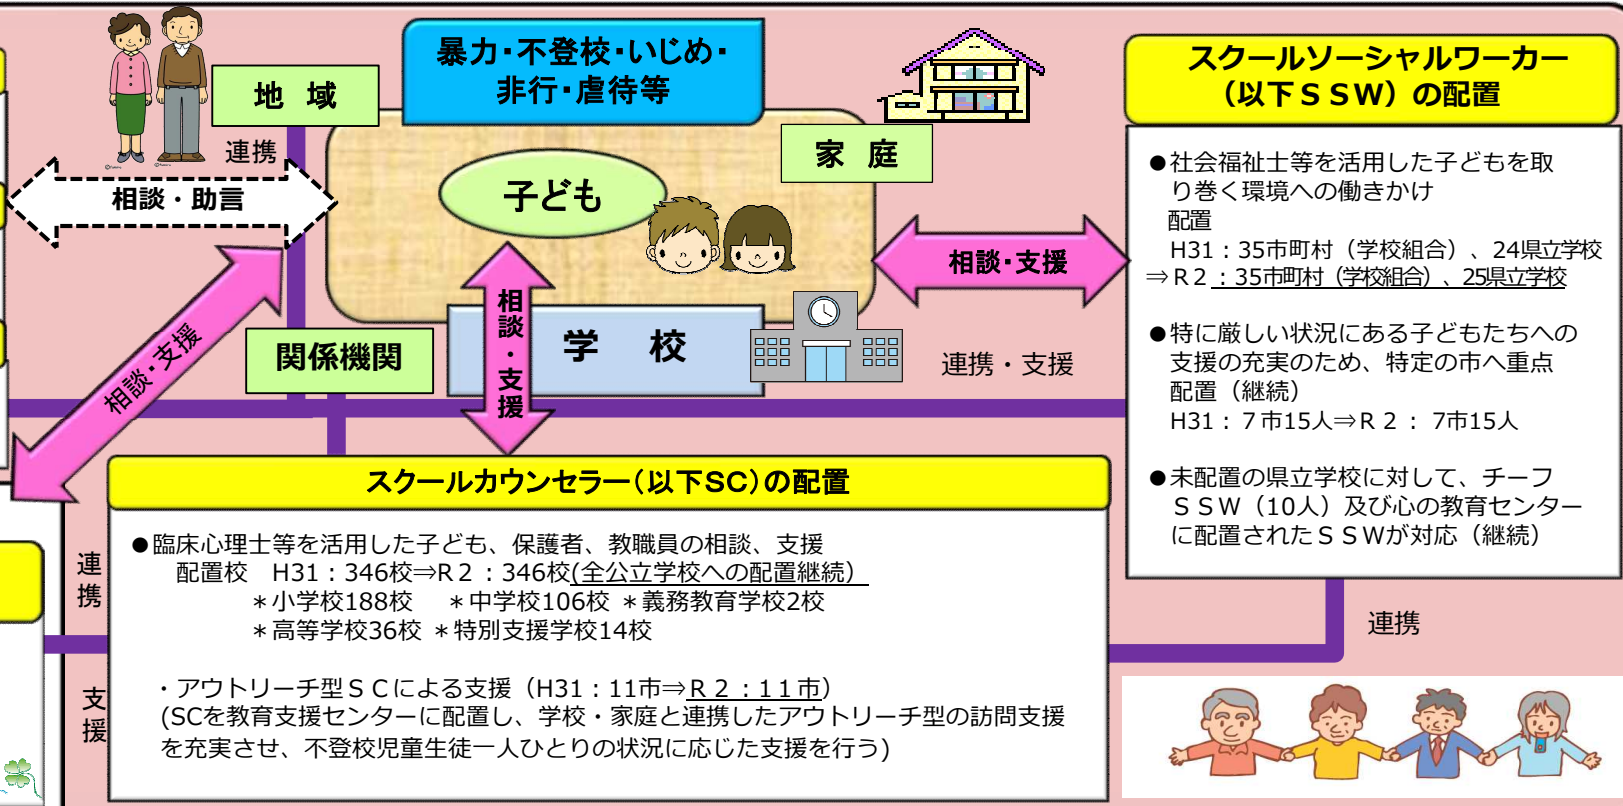 暴力・不登校・いじめ・
非行・虐待等
地 域
連携
家 庭
相談・助言
子ども
相談・支援
相談・支援
相談・支援
関係機関
学 校
連携・支援
スクールソーシャルワーカー
（以下ＳＳＷ）の配置
●社会福祉士等を活用した子どもを取
り巻く環境への働きかけ
配置
H31：35市町村（学校組合）、24県立学校
⇒Ｒ２：35市町村（学校組合）、25県立学校
●特に厳しい状況にある子どもたちへの
支援の充実のため、特定の市へ重点
配置（継続）
H31：７市15人⇒Ｒ２： 7市15人
●未配置の県立学校に対して、チーフ
ＳＳＷ（10人）及び心の教育センター
に配置されたＳＳＷが対応（継続）
連携
スクールカウンセラー（以下SC）の配置
●臨床心理士等を活用した子ども、保護者、教職員の相談、支援
配置校 H31：346校⇒R２：346校(全公立学校への配置継続）
＊小学校188校 ＊中学校106校 ＊義務教育学校2校
＊高等学校36校 ＊特別支援学校14校
・アウトリーチ型ＳＣによる支援（H31：11市⇒Ｒ２：11市）
(SCを教育支援センターに配置し、学校・家庭と連携したアウトリーチ型の訪問支援
を充実させ、不登校児童生徒一人ひとりの状況に応じた支援を行う)
連携
支援